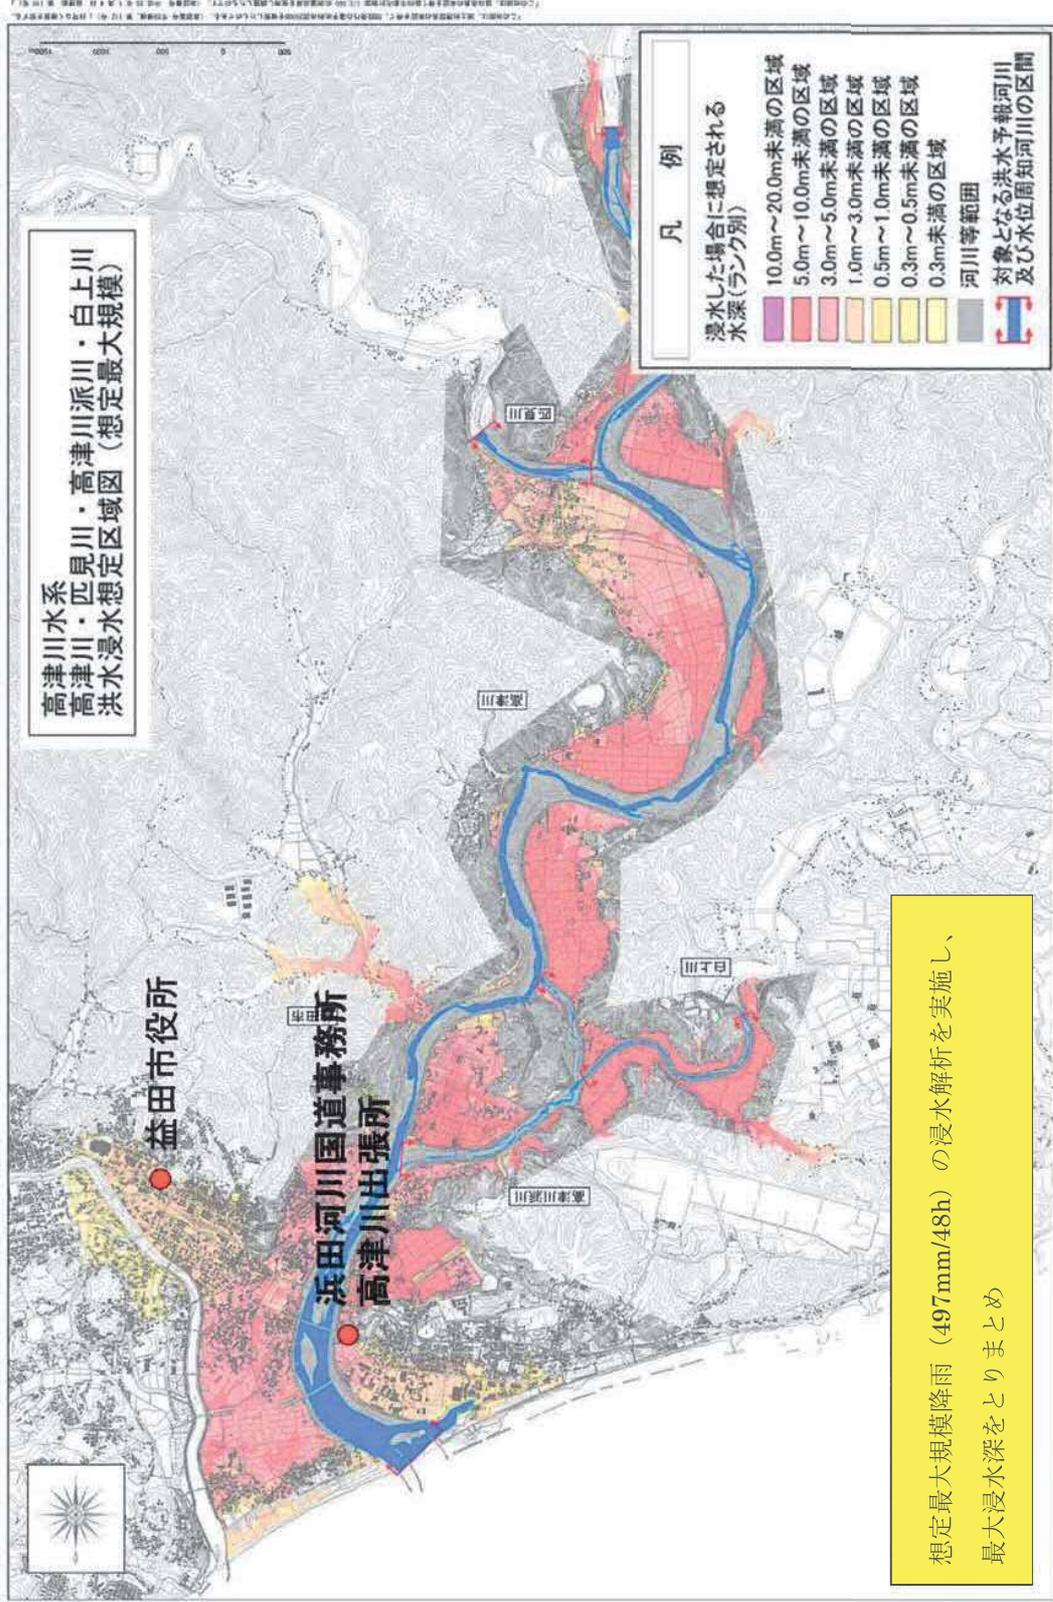 高津川水系
高津川・匹見川・高津川派川・白上川
洪水浸水想定区域図（想定最大規模）
益田市役所
浜田河川国道事務所
高津川出張所
匹見川
高津川
白上川
高津川派川
凡 例
浸水した場合に想定される
水深（ランク別）
10.0m～20.0m未満の区域
5.0m～10.0m未満の区域
3.0m～5.0m未満の区域
1.0m～3.0m未満の区域
0.5m～1.0m未満の区域
0.3m～0.5m未満の区域
0.3m未満の区域
河川等範囲
対象となる洪水予報河川
及び水位周知河川の区間
想定最大規模降雨（497mm/48h）の浸水解析を実施し、
最大浸水深をとりまとめ